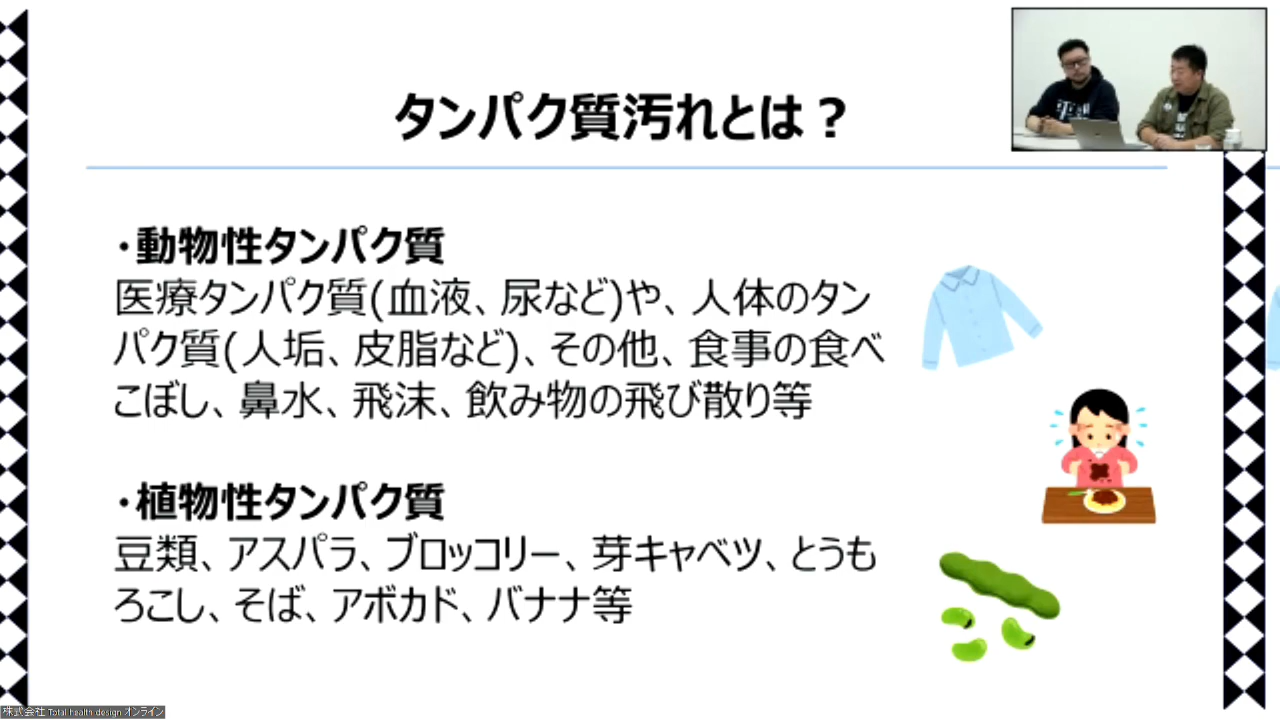 タンパク質汚れとは？
・動物性タンパク質
医療タンパク質(血液、尿など)や、人体のタン
パク質(人垢、皮脂など)、その他、食事の食べ
こぼし、鼻水、飛沫、飲み物の飛び散り等
・植物性タンパク質
豆類、アスパラ、ブロッコリー、芽キャベツ、とうも
ろこし、そば、アボカド、バナナ等
株式会社 Total health design オンライン